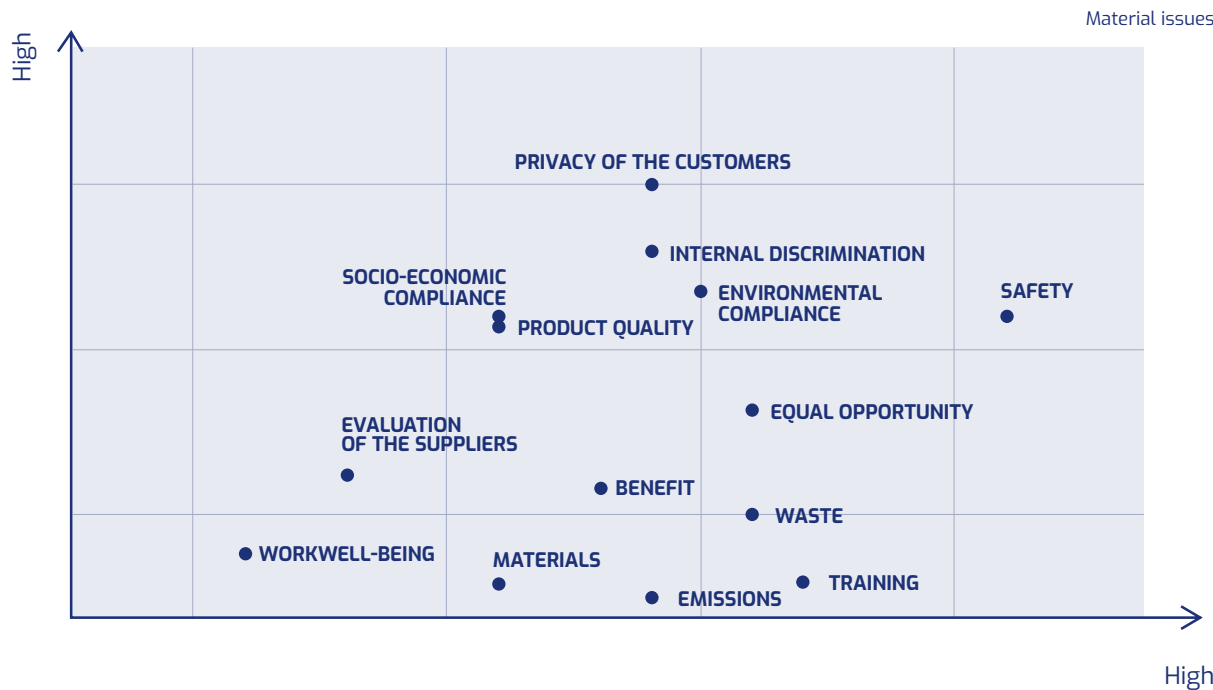 Material issues
High
PRIVACY OF THE CUSTOMERS
INTERNAL DISCRIMINATION
SOCIO-ECONOMIC
COMPLIANCE
ENVIRONMENTAL
COMPLIANCE
SAFETY
PRODUCT QUALITY
EQUAL OPPORTUNITY
EVALUATION
OF THE SUPPLIERS
BENEFIT
WASTE
WORKWELL-BEING
MATERIALS
TRAINING
EMISSIONS
High